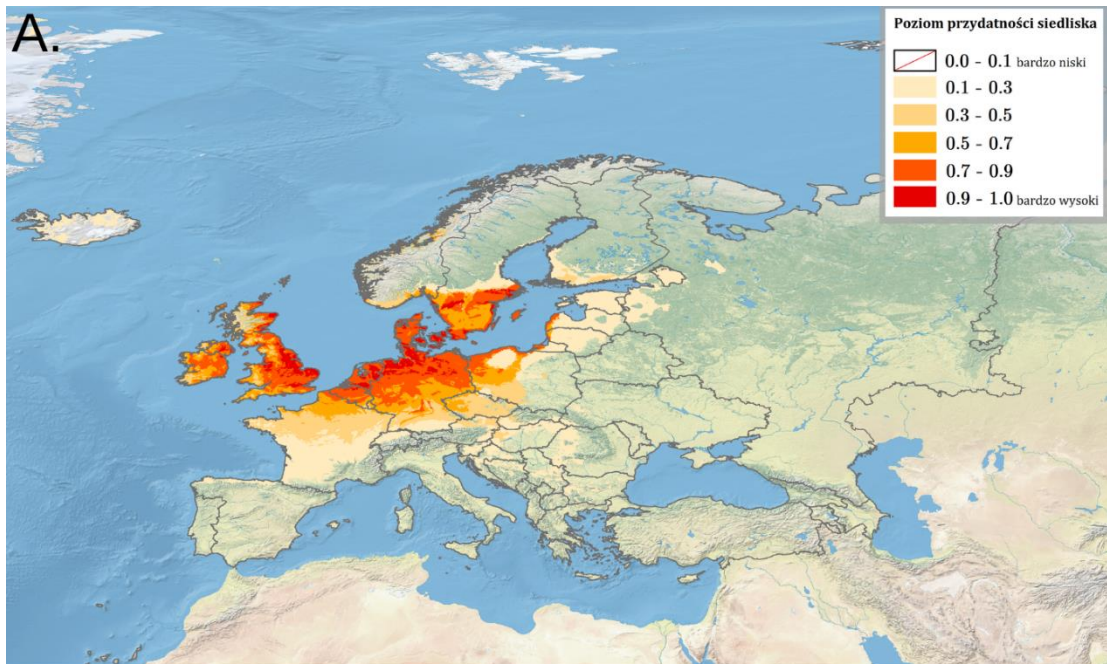 A.
Poziom przydatności siedliska
0.0 - 0.1 bardzo niski
0.1 - 0.3
0.3 - 0.5
0.5 - 0.7
0.7 - 0.9
0.9 - 1.0 bardzo wysoki